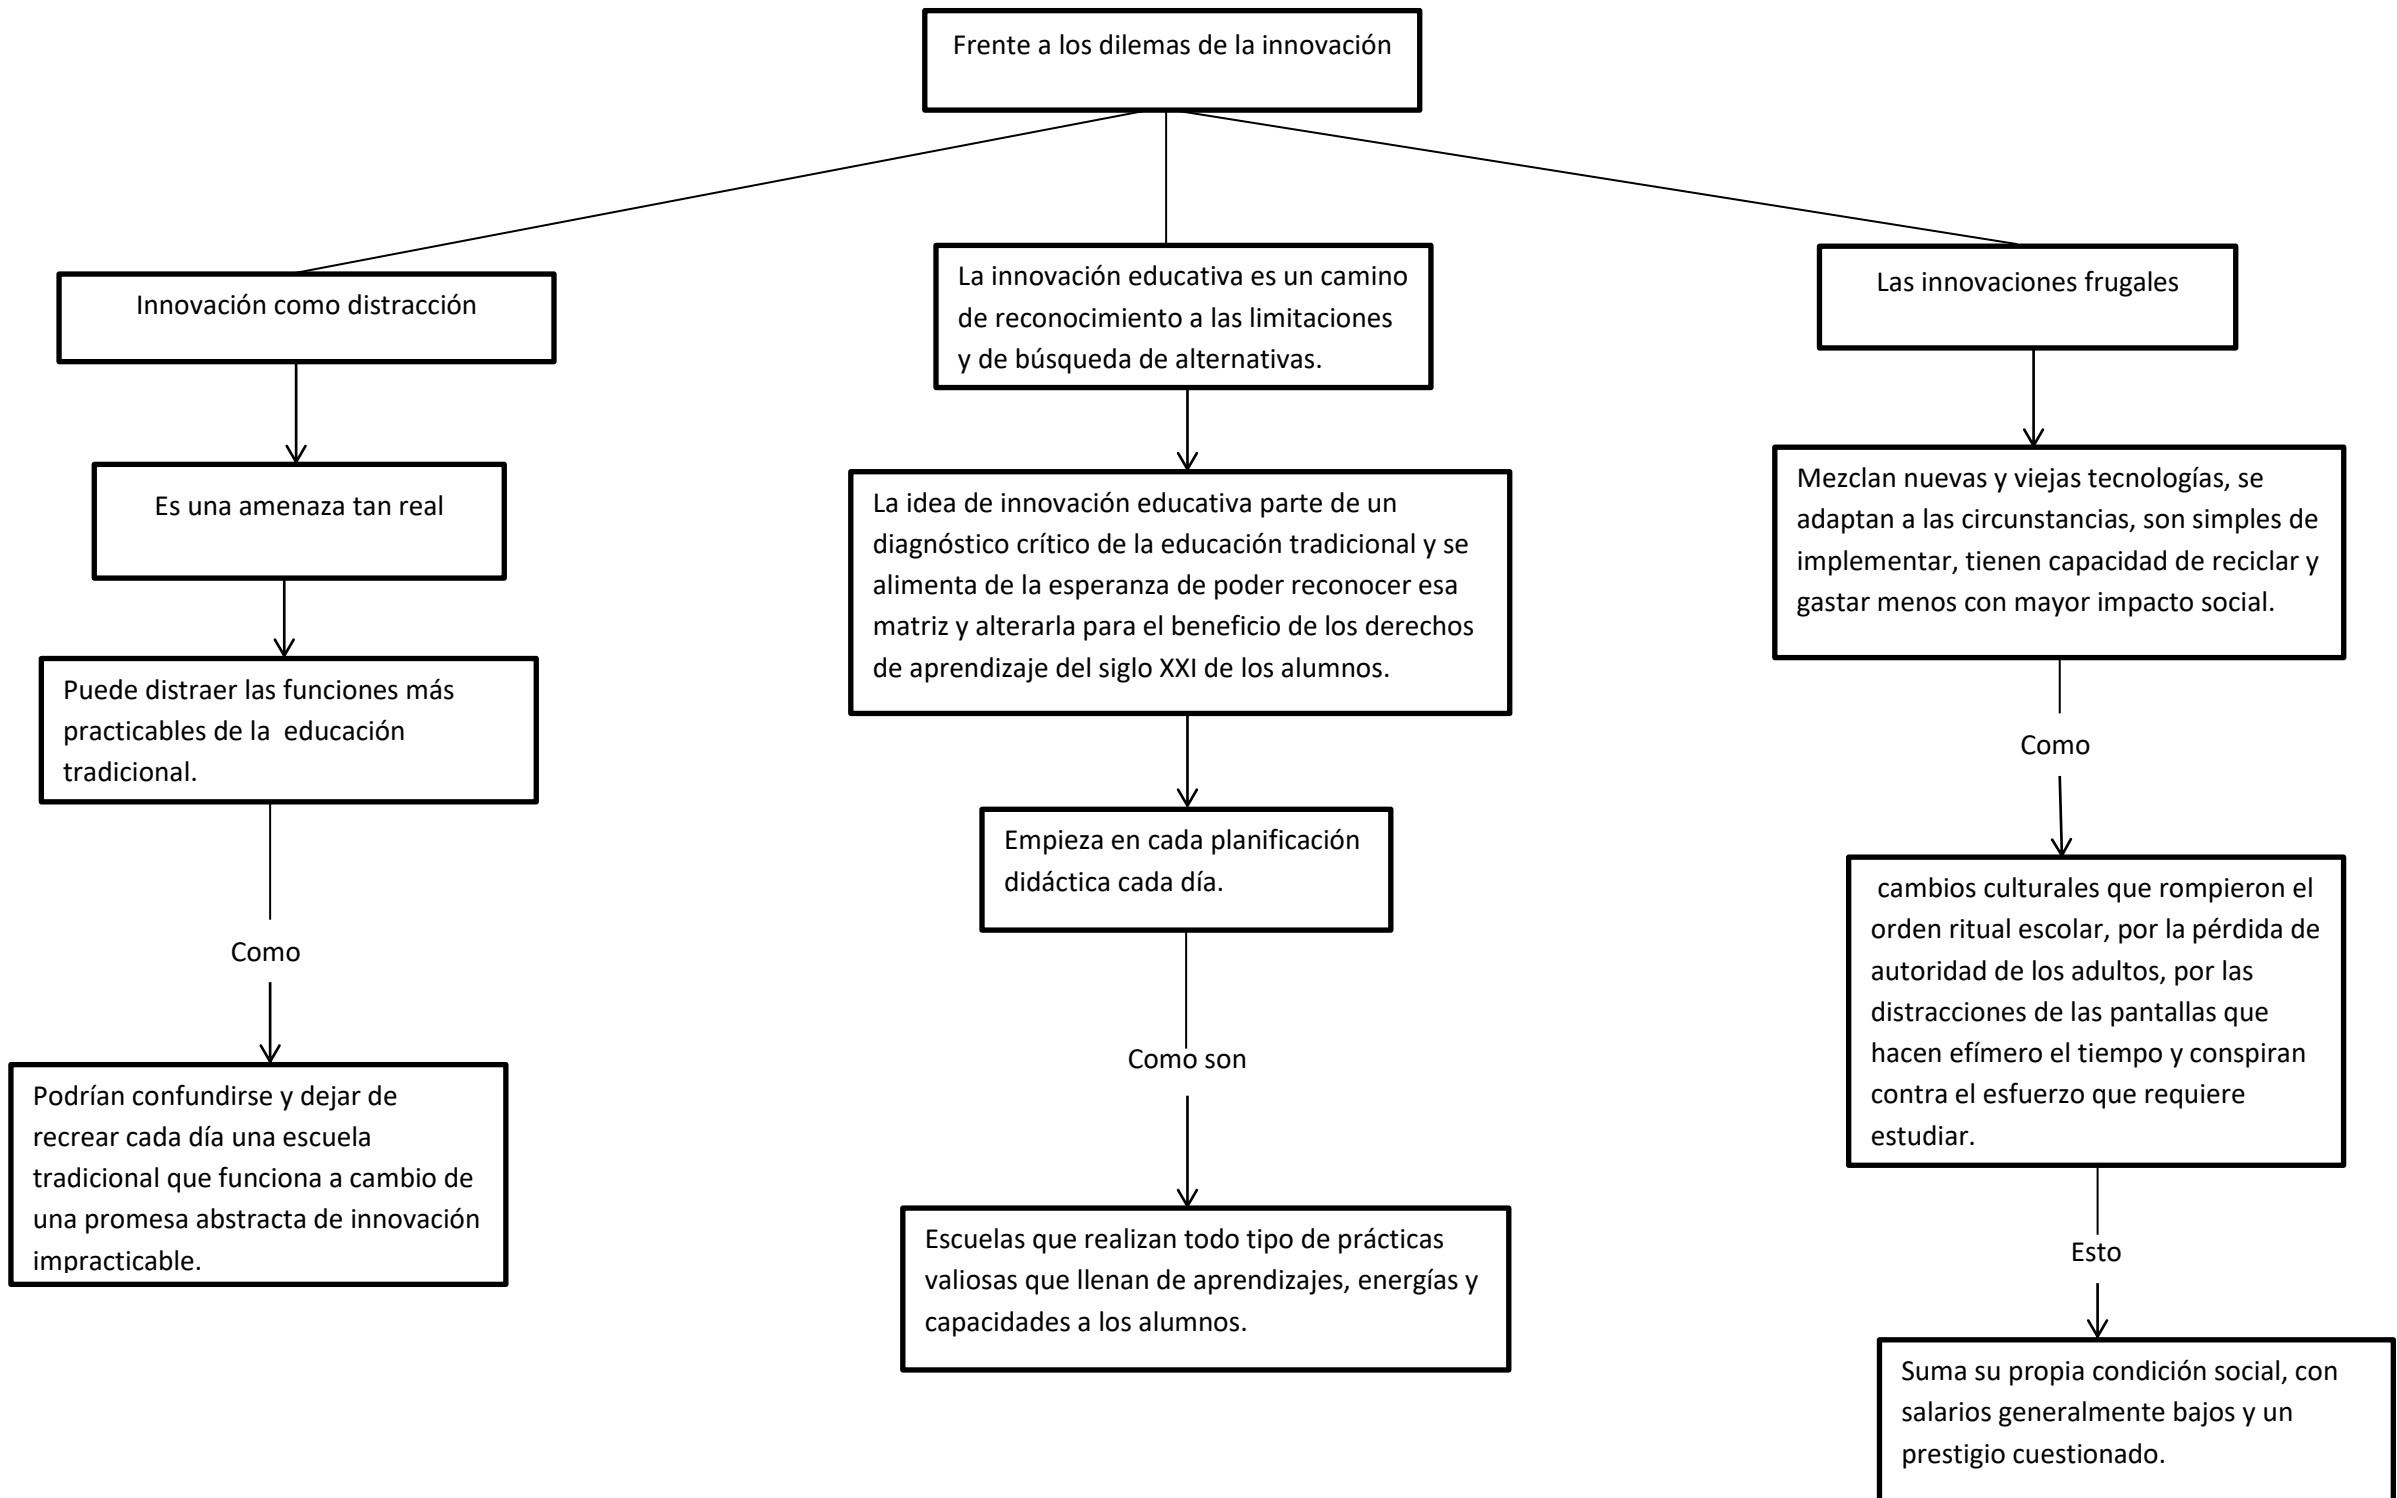 Frente a los dilemas de la innovación
Innovación como distracción
Es una amenaza tan real
Puede distraer las funciones más
practicables de la  educación
tradicional.
Como
Podrían confundirse y dejar de
recrear cada día una escuela
tradicional que funciona a cambio de
una promesa abstracta de innovación
impracticable.
La innovación educativa es un camino
de reconocimiento a las limitaciones
y de búsqueda de alternativas.
La idea de innovación educativa parte de un
diagnóstico crítico de la educación tradicional y se
alimenta de la esperanza de poder reconocer esa
matriz y alterarla para el beneficio de los derechos
de aprendizaje del siglo XXI de los alumnos.
Empieza en cada planificación
didáctica cada día.
Como son
Escuelas que realizan todo tipo de prácticas
valiosas que llenan de aprendizajes, energías y
capacidades a los alumnos.
Las innovaciones frugales
Mezclan nuevas y viejas tecnologías, se
adaptan a las circunstancias, son simples de
implementar, tienen capacidad de reciclar y
gastar menos con mayor impacto social.
Como
cambios culturales que rompieron el
orden ritual escolar, por la pérdida de
autoridad de los adultos, por las
distracciones de las pantallas que
hacen efímero el tiempo y conspiran
contra el esfuerzo que requiere
estudiar.
Esto
Suma su propia condición social, con
salarios generalmente bajos y un
prestigio cuestionado.